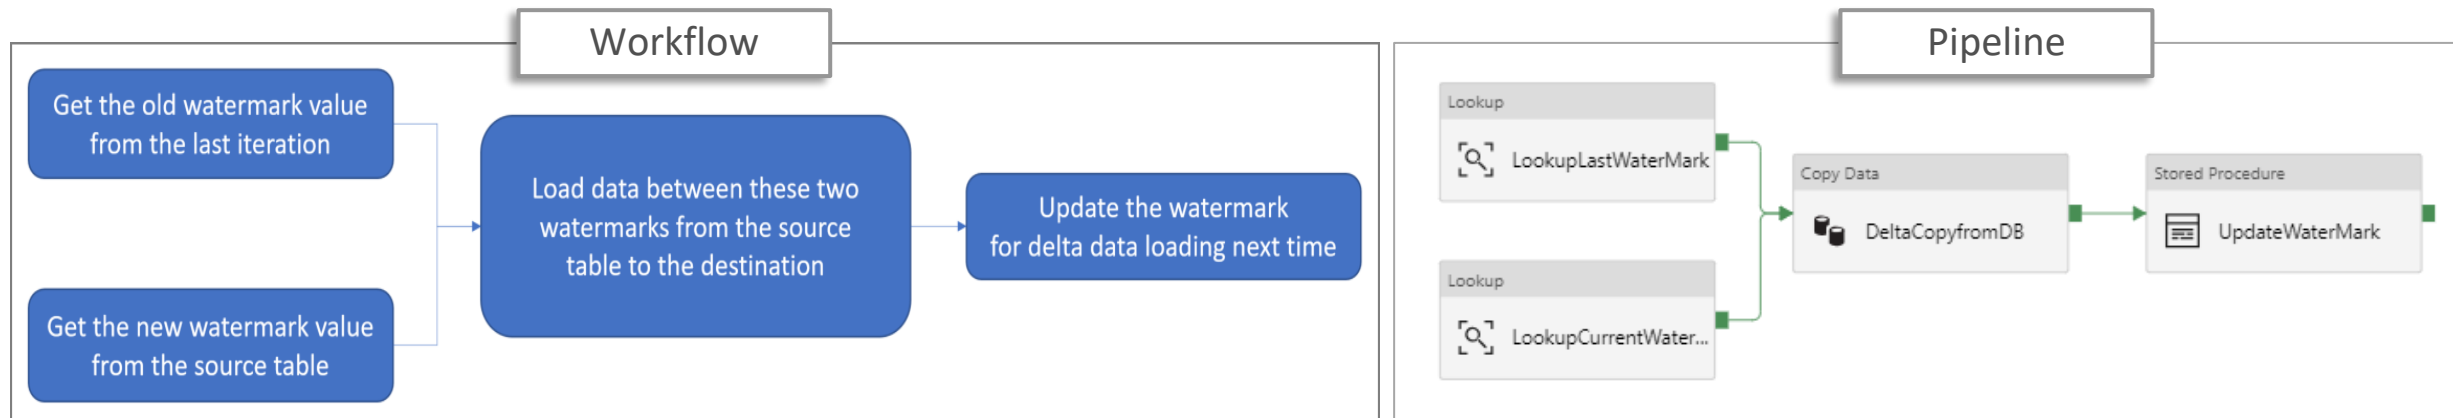 Workflow
Get the old watermark value
from the last iteration
Get the new watermark value
from the source table
Load data between these two
watermarks from the source
table to the destination
Update the watermark
for delta data loading next time
Pipeline
Lookup
LookupLastWaterMark
Lookup
LookupCurrentWater...
Copy Data
DeltaCopyfromDB
Stored Procedure
UpdateWaterMark